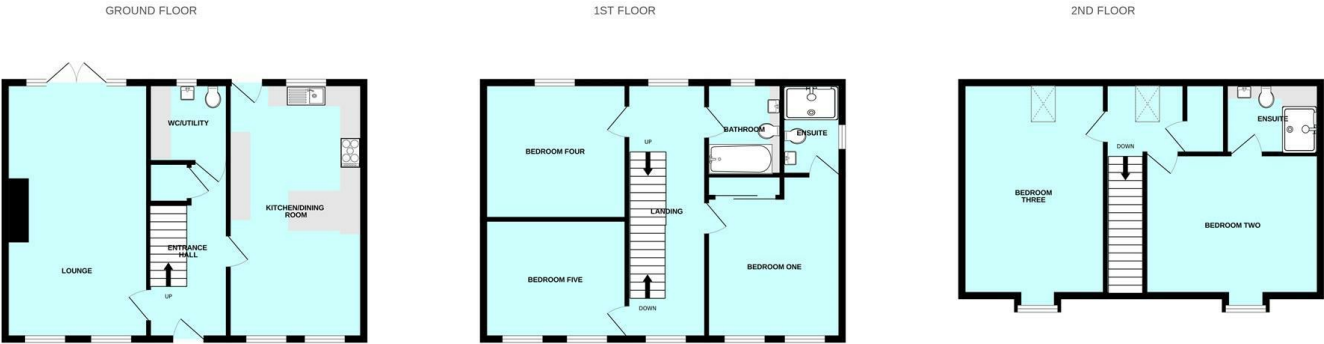 GROUND FLOOR
1ST FLOOR
2ND FLOOR
WC/UTILITY
KITCHEN/DINING
ROOM
ENTRANCE
HALL
LOUNGE
UP
BATHROOM
ENSUITE
UP
BEDROOM FOUR
LANDING
BEDROOM ONE
BEDROOM FIVE
DOWN
ENSUITE
DOWN
BEDROOM
THREE
BEDROOM TWO